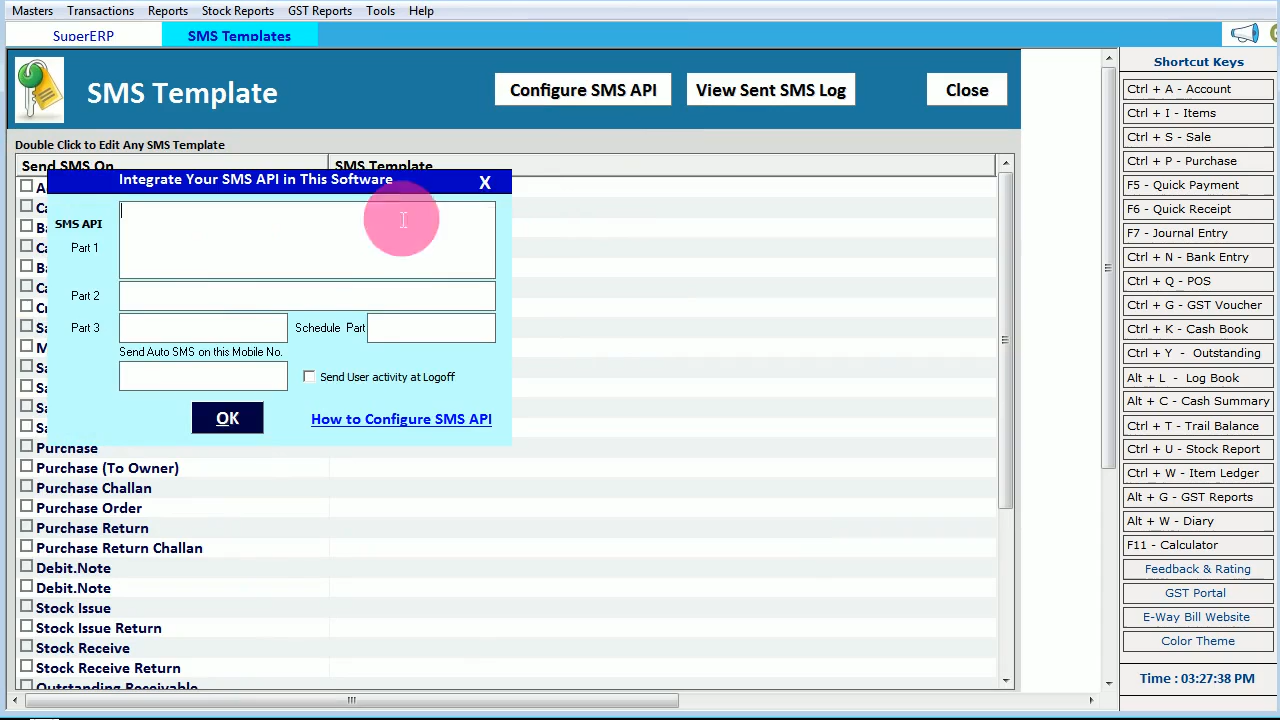 Masters Transactions Reports Stock Reports GST Reports Tools Help
SuperERP SMS Templates
SMS Template Configure SMS API View Sent SMS Log Close
Double Click to Edit Any SMS Template
Send SMS On SMS Template
Integrate Your SMS API in This Software X
SMS API
Part 1
Part 2
Part 3 Schedule Part
Send Auto SMS on this Mobile No.
Send User activity at Logoff
OK How to Configure SMS API
Purchase
Purchase (To Owner)
Purchase Challan
Purchase Order
Purchase Return
Purchase Return Challan
Debit.Note
Debit.Note
Stock Issue
Stock Issue Return
Stock Receive
Stock Receive Return
Outstanding Receivable
Shortcut Keys
Ctrl + A - Account
Ctrl + I - Items
Ctrl + S - Sale
Ctrl + P - Purchase
F5 - Quick Payment
F6 - Quick Receipt
F7 - Journal Entry
Ctrl + N - Bank Entry
Ctrl + Q - POS
Ctrl + G - GST Voucher
Ctrl + K - Cash Book
Ctrl + Y - Outstanding
Alt + L - Log Book
Alt + C - Cash Summary
Ctrl + T - Trail Balance
Ctrl + U - Stock Report
Ctrl + W - Item Ledger
Alt + G - GST Reports
Alt + W - Diary
F11 - Calculator
Feedback & Rating
GST Portal
E-Way Bill Website
Color Theme
Time : 03:27:38 PM